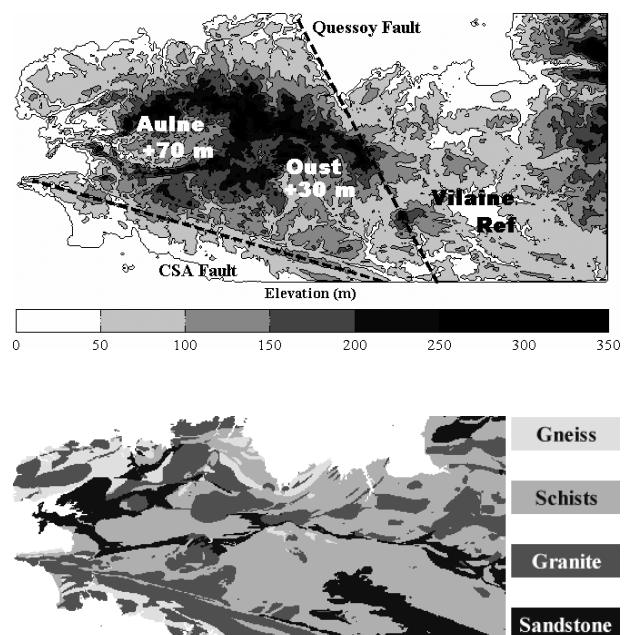 Quessoy Fault
Aulne
+70 m
Oust
+30 m
Vilaine
Ref
CSA Fault
Elevation (m)
0 50 100 150 200 250 300 350
Gneiss
Schists
Granite
Sandstone